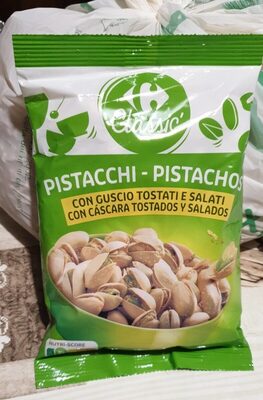 Classic'
PISTACCHI - PISTACHOS
CON GUSCIO TOSTATI E SALATI
CON CÁSCARA TOSTADOS Y SALADOS
NUTRI-SCORE